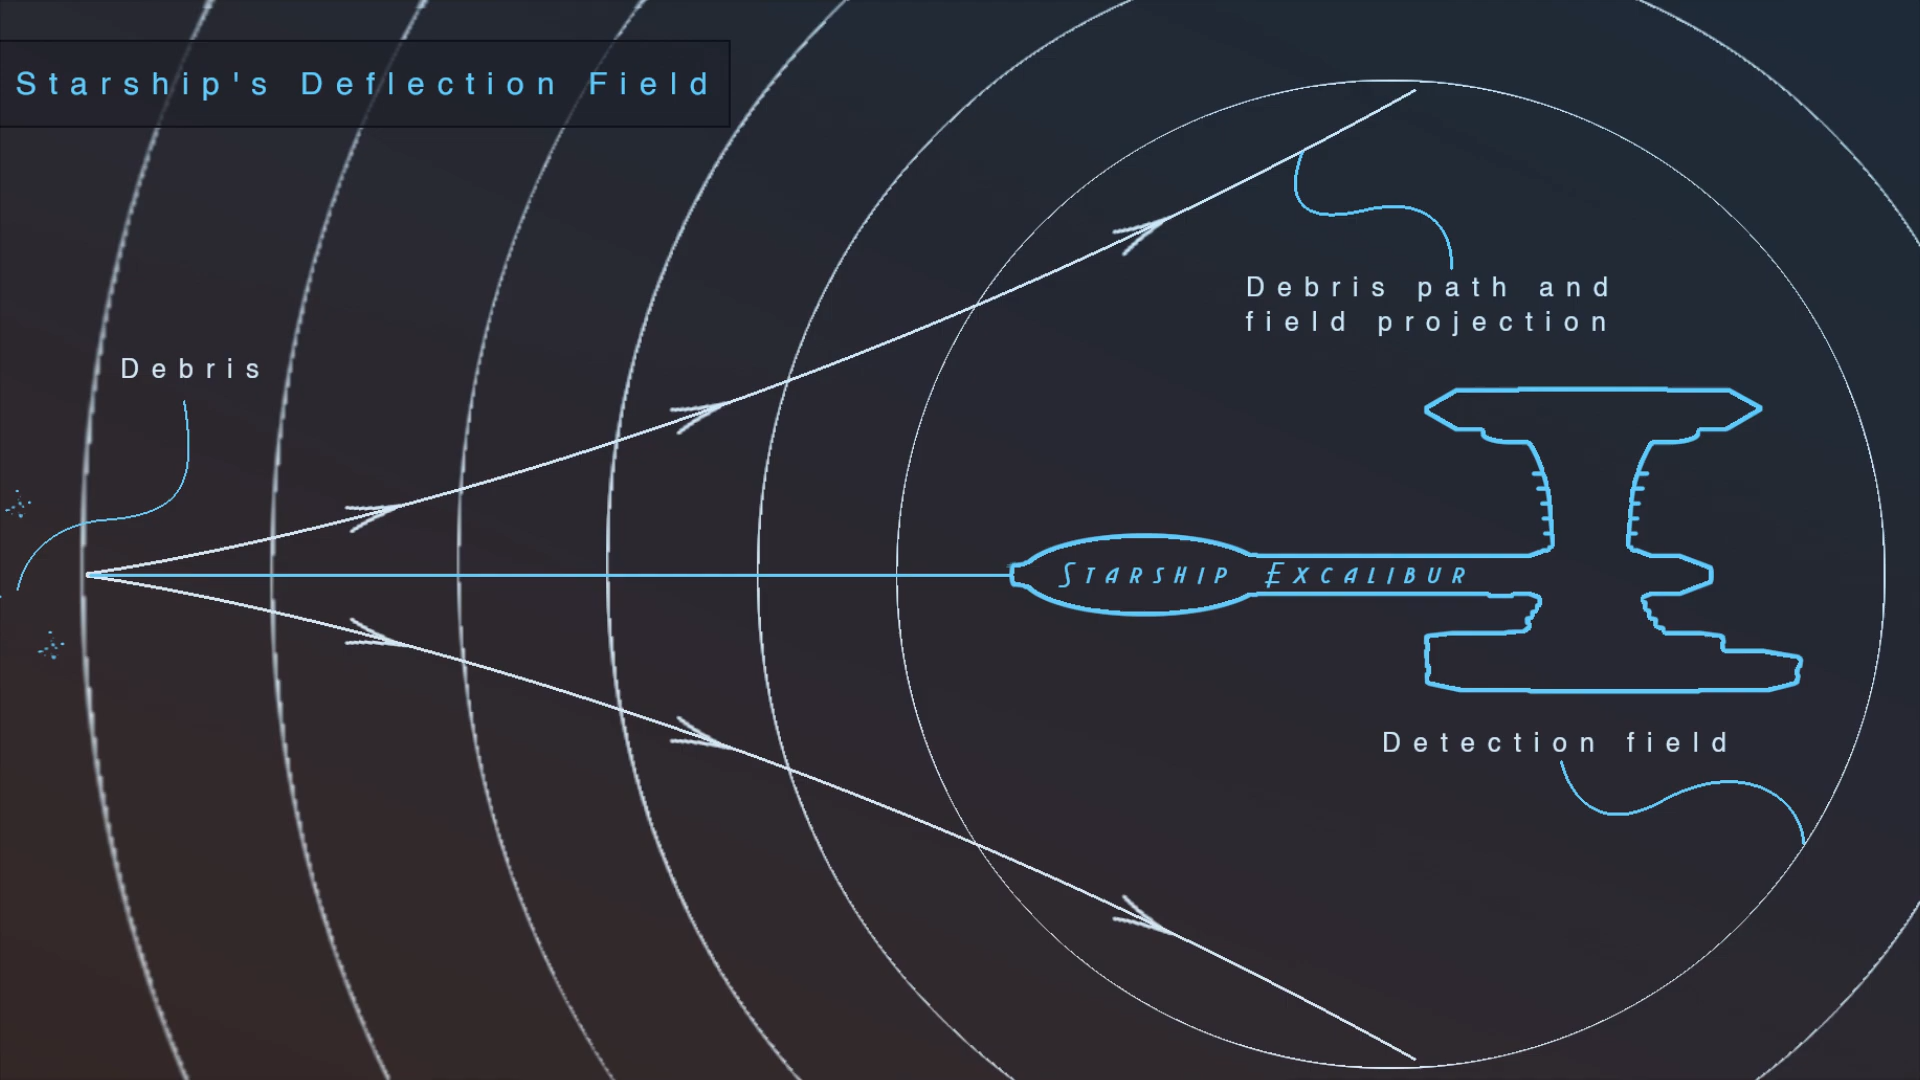 Starship's Deflection Field
Debris path and
field projection
Debris
Starship Excalibur
Detection field